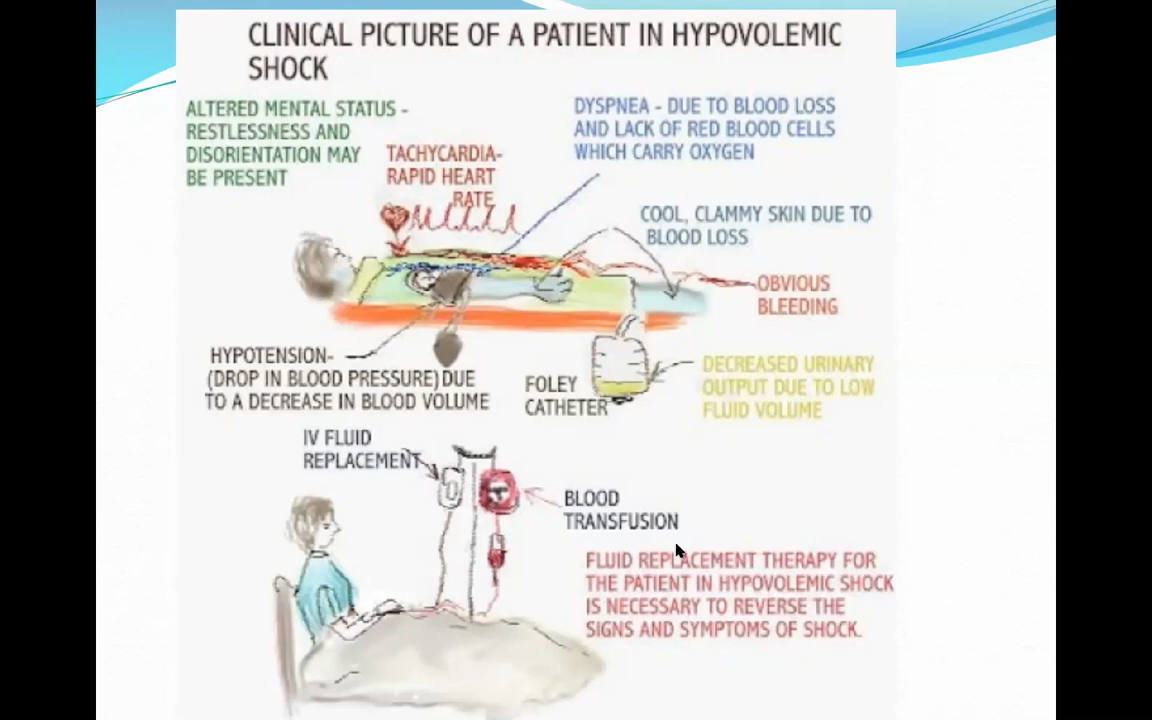 CLINICAL PICTURE OF A PATIENT IN HYPOVOLEMIC
SHOCK
ALTERED MENTAL STATUS -
RESTLESSNESS AND
DISORIENTATION MAY
BE PRESENT
TACHYCARDIA-
RAPID HEART
RATE
DYSPNEA - DUE TO BLOOD LOSS
AND LACK OF RED BLOOD CELLS
WHICH CARRY OXYGEN
COOL, CLAMMY SKIN DUE TO
BLOOD LOSS
OBVIOUS
BLEEDING
HYPOTENSION-
(DROP IN BLOOD PRESSURE) DUE
TO A DECREASE IN BLOOD VOLUME
FOLEY
CATHETER
DECREASED URINARY
OUTPUT DUE TO LOW
FLUID VOLUME
IV FLUID
REPLACEMENT
BLOOD
TRANSFUSION
FLUID REPLACEMENT THERAPY FOR
THE PATIENT IN HYPOVOLEMIC SHOCK
IS NECESSARY TO REVERSE THE
SIGNS AND SYMPTOMS OF SHOCK.